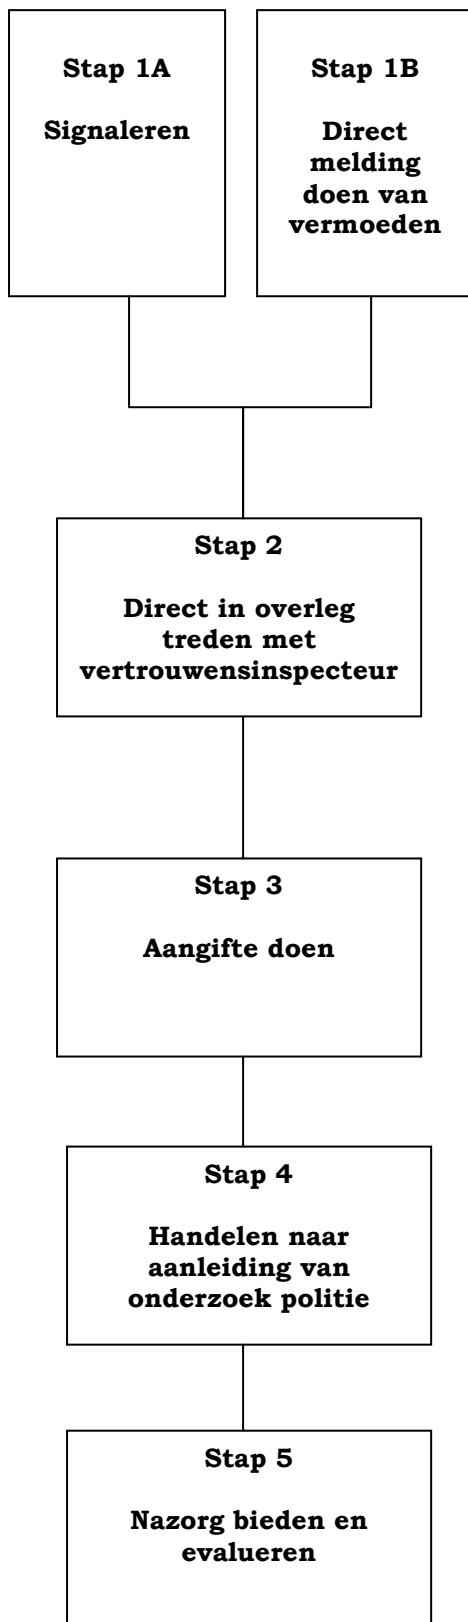 Stap 1A
Signaleren
Stap 1B
Direct
melding
doen van
vermoeden
Stap 2
Direct in overleg
treden met
vertrouwensinspecteur
Stap 3
Aangifte doen
Stap 4
Handelen naar
aanleiding van
onderzoek politie
Stap 5
Nazorg bieden en
evalueren